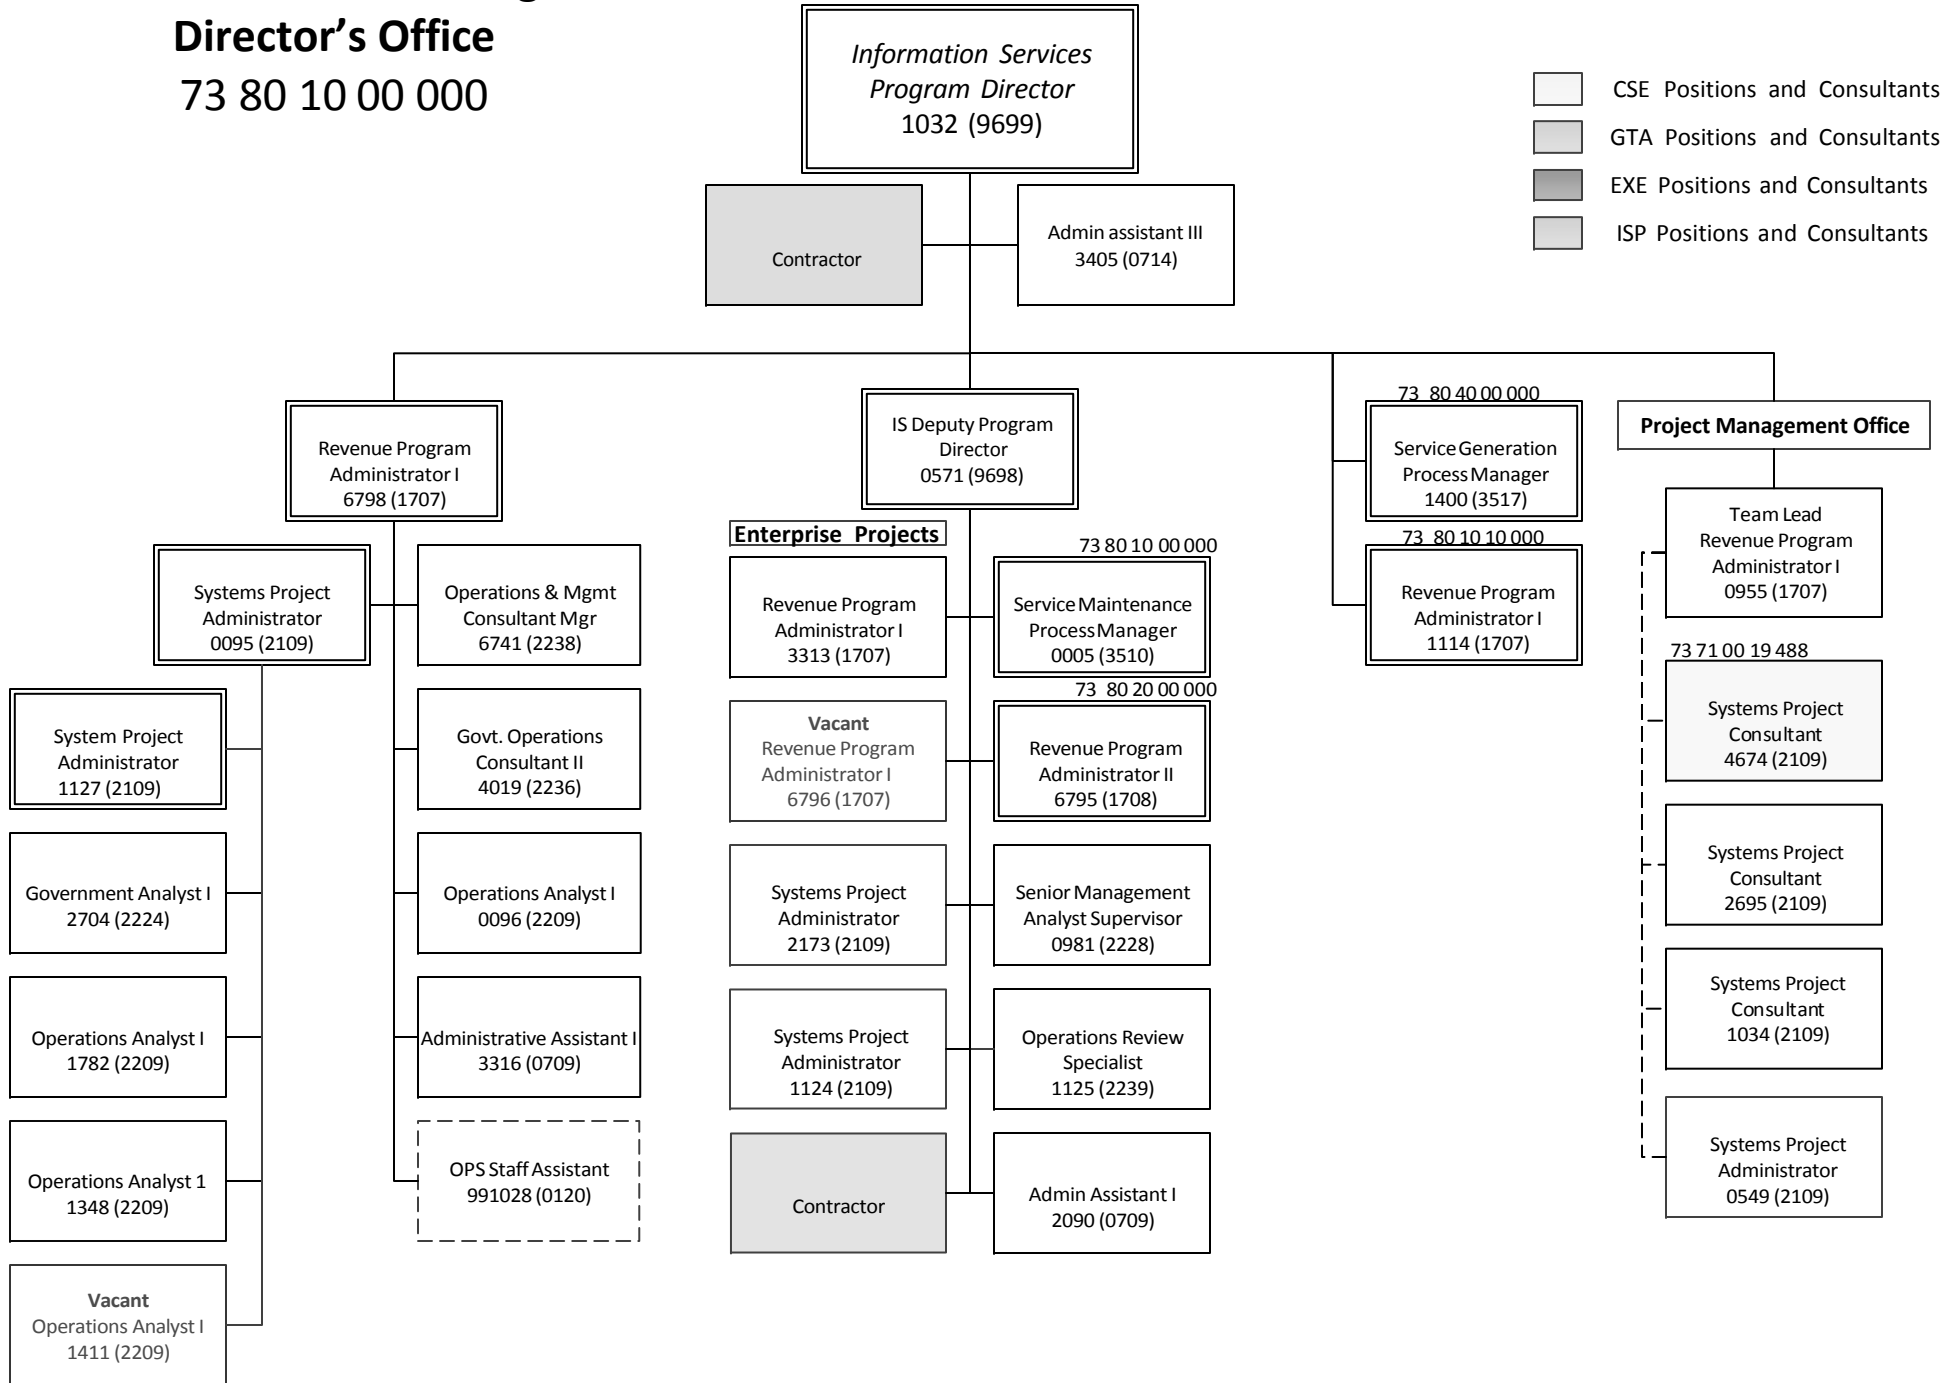 Director’s Office
73 80 10 00 000
Information Services
Program Director
1032 (9699)
CSE Positions and Consultants
GTA Positions and Consultants
EXE Positions and Consultants
ISP Positions and Consultants
Contractor
Admin assistant III
3405 (0714)
Revenue Program
Administrator I
6798 (1707)
Systems Project
Administrator
0095 (2109)
Operations & Mgmt
Consultant Mgr
6741 (2238)
System Project
Administrator
1127 (2109)
Govt. Operations
Consultant II
4019 (2236)
Government Analyst I
2704 (2224)
Operations Analyst I
0096 (2209)
Operations Analyst I
1782 (2209)
Administrative Assistant I
3316 (0709)
Operations Analyst 1
1348 (2209)
OPS Staff Assistant
991028 (0120)
Vacant
Operations Analyst I
1411 (2209)
IS Deputy Program
Director
0571 (9698)
Enterprise Projects
Revenue Program
Administrator I
3313 (1707)
73 80 10 00 000
Service Maintenance
Process Manager
0005 (3510)
Vacant
Revenue Program
Administrator I
6796 (1707)
73 80 20 00 000
Revenue Program
Administrator II
6795 (1708)
Systems Project
Administrator
2173 (2109)
Senior Management
Analyst Supervisor
0981 (2228)
Systems Project
Administrator
1124 (2109)
Operations Review
Specialist
1125 (2239)
Contractor
Admin Assistant I
2090 (0709)
73 80 40 00 000
Service Generation
Process Manager
1400 (3517)
73 80 10 10 000
Revenue Program
Administrator I
1114 (1707)
Project Management Office
Team Lead
Revenue Program
Administrator I
0955 (1707)
73 71 00 19 488
Systems Project
Consultant
4674 (2109)
Systems Project
Consultant
2695 (2109)
Systems Project
Consultant
1034 (2109)
Systems Project
Administrator
0549 (2109)